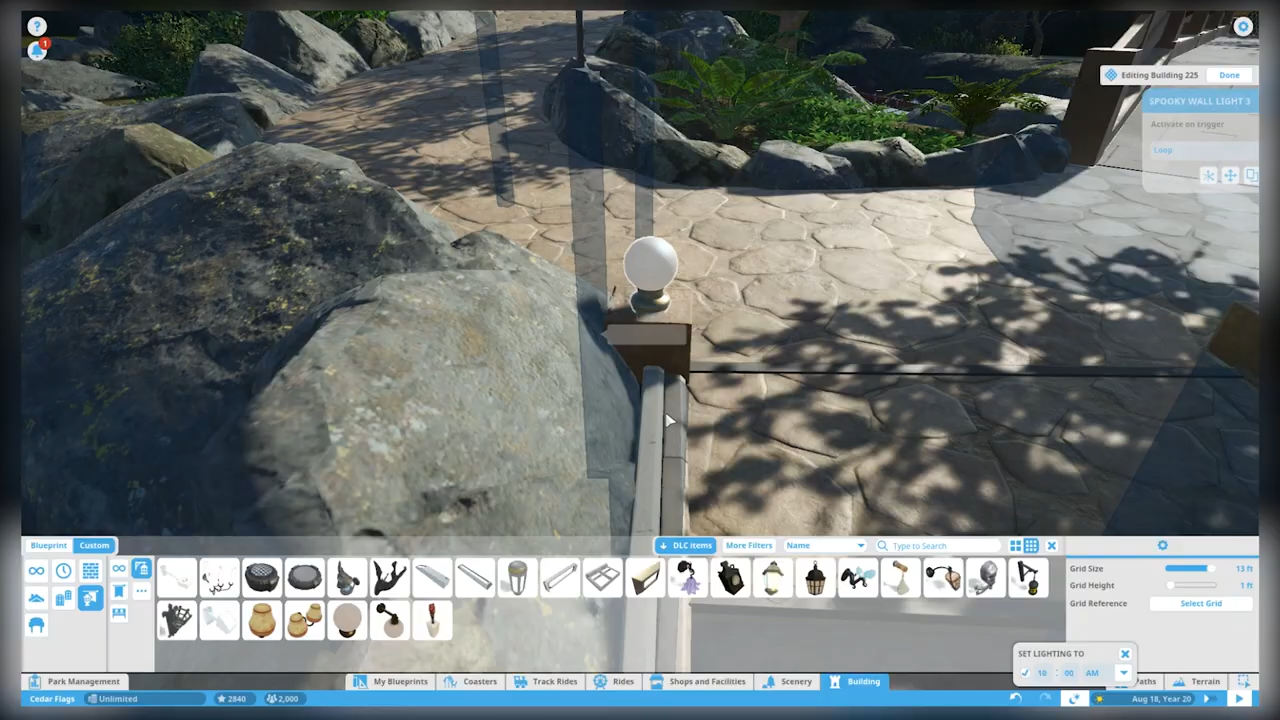 ?
1
Editing Building 225 Done
SPOOKY WALL LIGHT 3
Activate on trigger
Loop
Blueprint Custom DLC items More Filters Name Type to Search
Grid Size 13 ft
Grid Height 1 ft
Grid Reference Select Grid
SET LIGHTING TO
10 : 00 AM
Park Management My Blueprints Coasters Track Rides Rides Shops and Facilities Scenery Building Paths Terrain
Cedar Flags Unlimited 2840 2,000 Aug 18, Year 20